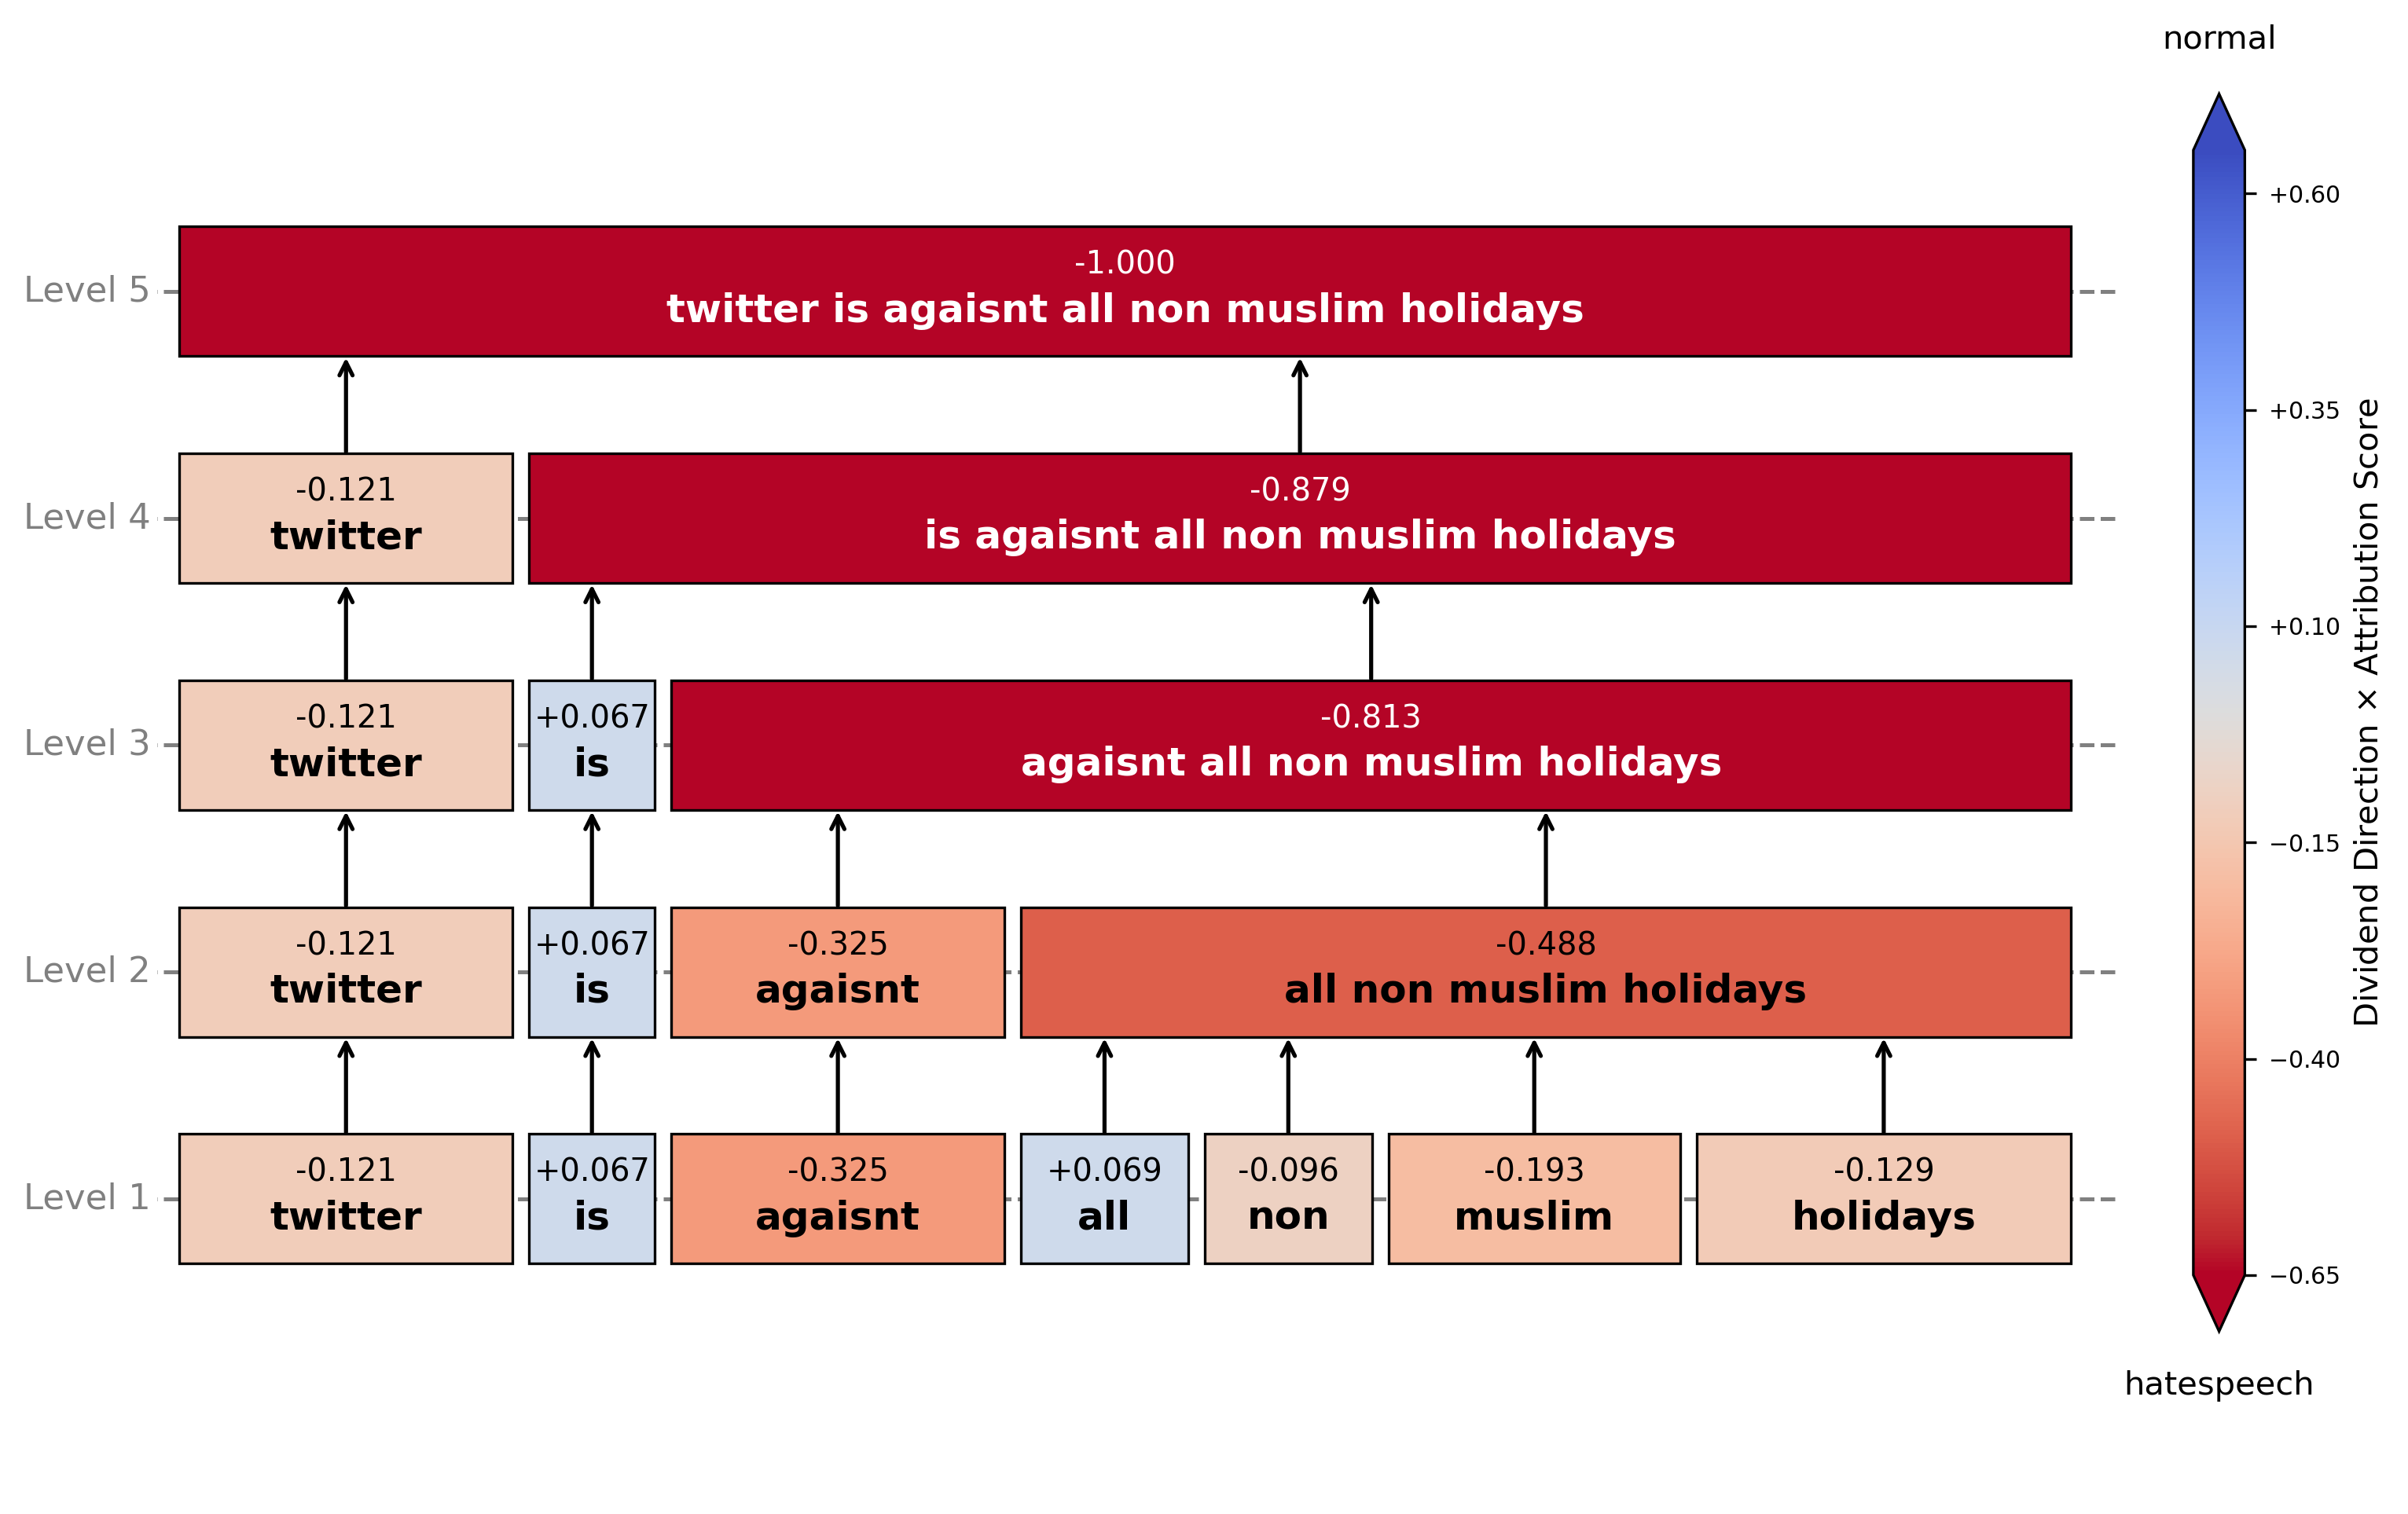 normal
Level 5
-1.000
twitter is agaisnt all non muslim holidays
Level 4
-0.121
twitter
-0.879
is agaisnt all non muslim holidays
Level 3
-0.121
twitter
+0.067
is
-0.813
agaisnt all non muslim holidays
Level 2
-0.121
twitter
+0.067
is
-0.325
agaisnt
-0.488
all non muslim holidays
Level 1
-0.121
twitter
+0.067
is
-0.325
agaisnt
+0.069
all
-0.096
non
-0.193
muslim
-0.129
holidays
+0.60
+0.35
+0.10
−0.15
−0.40
−0.65
Dividend Direction × Attribution Score
hatespeech